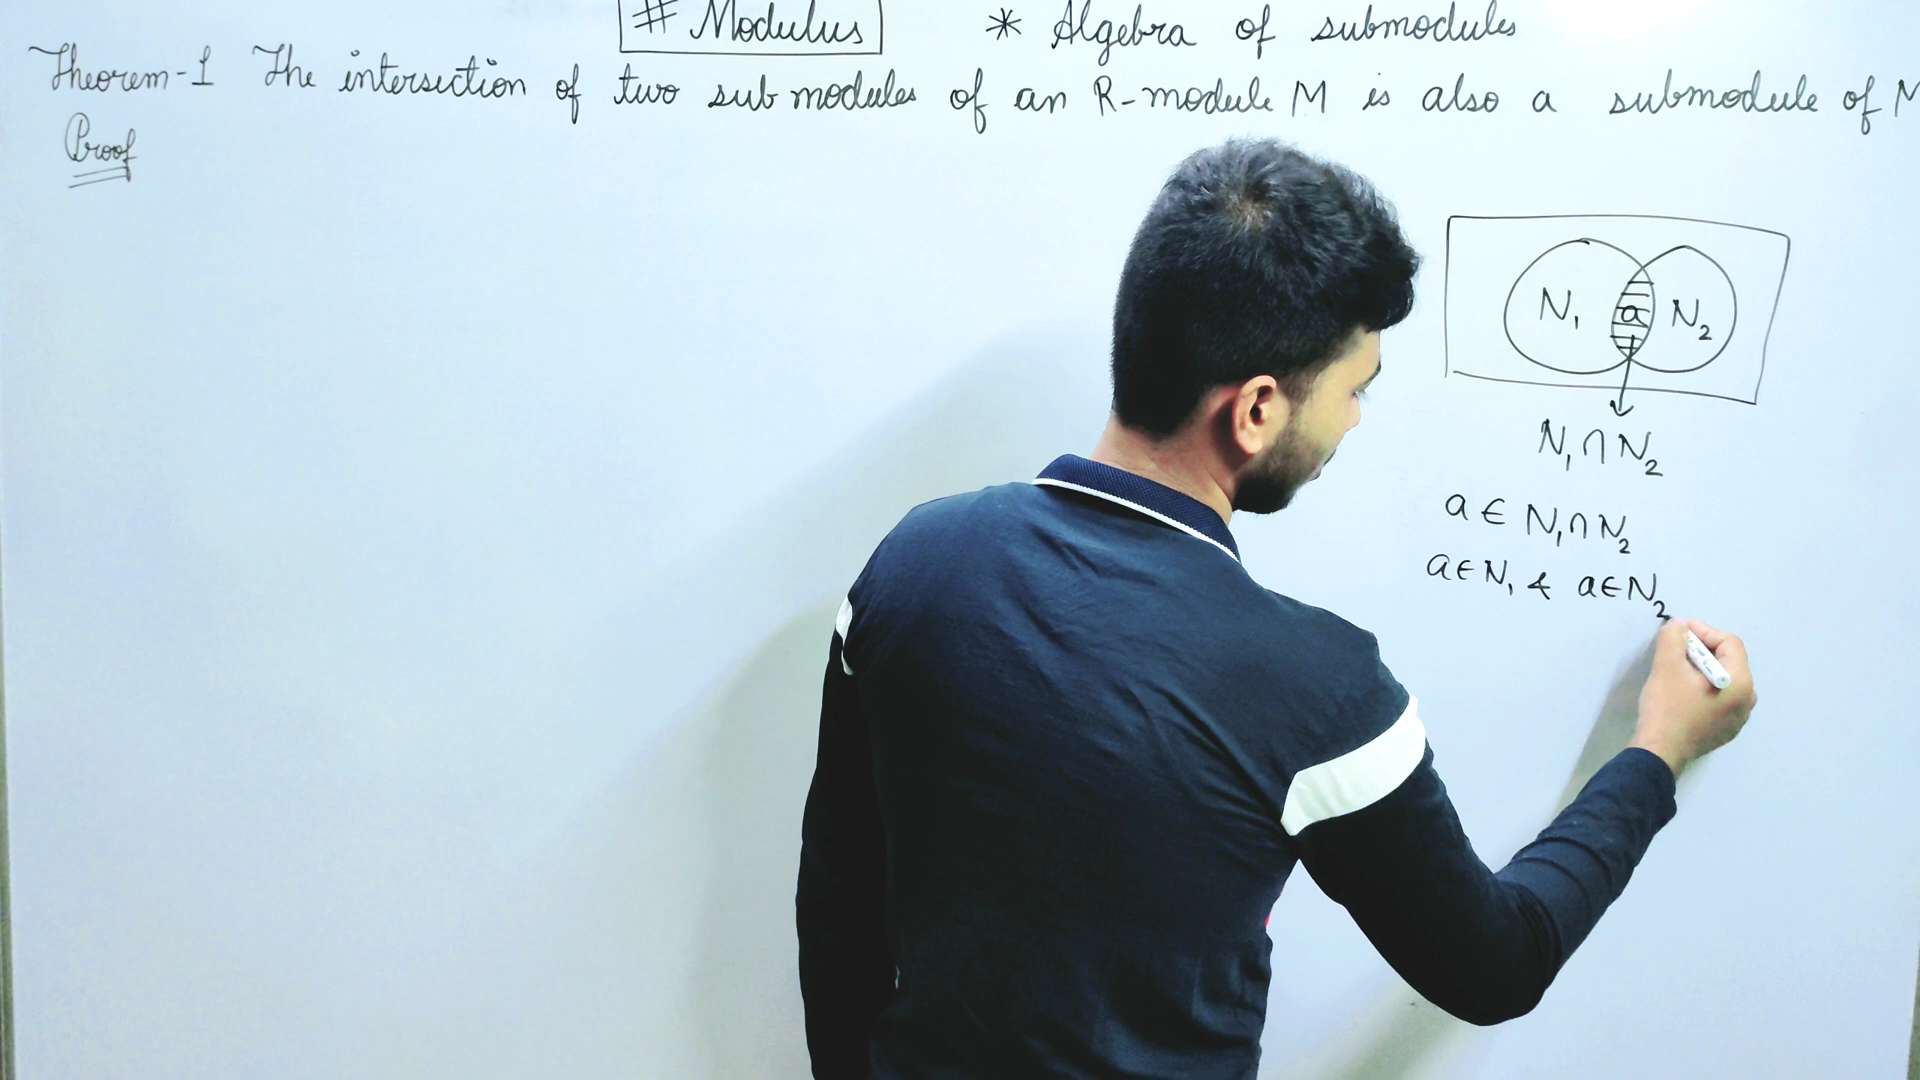 # Modulus * Algebra of submodules
Theorem-1 The intersection of two sub modules of an R-module M is also a submodule of M
Proof
N₁ a N₂
N₁ ∩ N₂
a ∈ N₁ ∩ N₂
a ∈ N₁ & a ∈ N₂